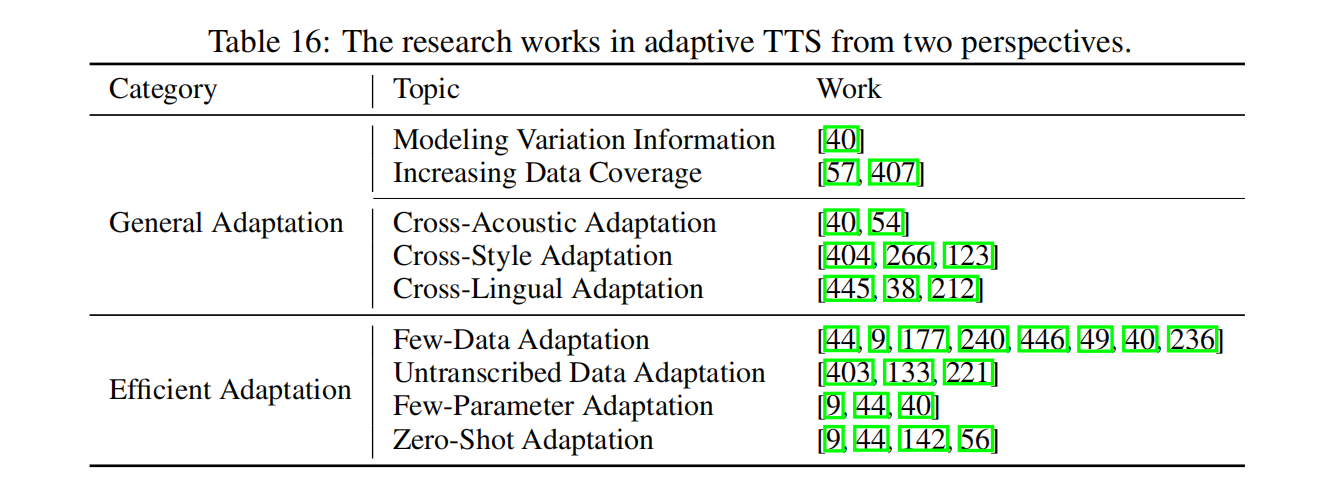 Table 16: The research works in adaptive TTS from two perspectives.
Category Topic Work
Modeling Variation Information [40]
Increasing Data Coverage [57, 407]
General Adaptation Cross-Acoustic Adaptation [40, 54]
Cross-Style Adaptation [404, 266, 123]
Cross-Lingual Adaptation [445, 38, 212]
Few-Data Adaptation [44, 9, 177, 240, 446, 49, 40, 236]
Untranscribed Data Adaptation [403, 133, 221]
Efficient Adaptation
Few-Parameter Adaptation [9, 44, 40]
Zero-Shot Adaptation [9, 44, 142, 56]